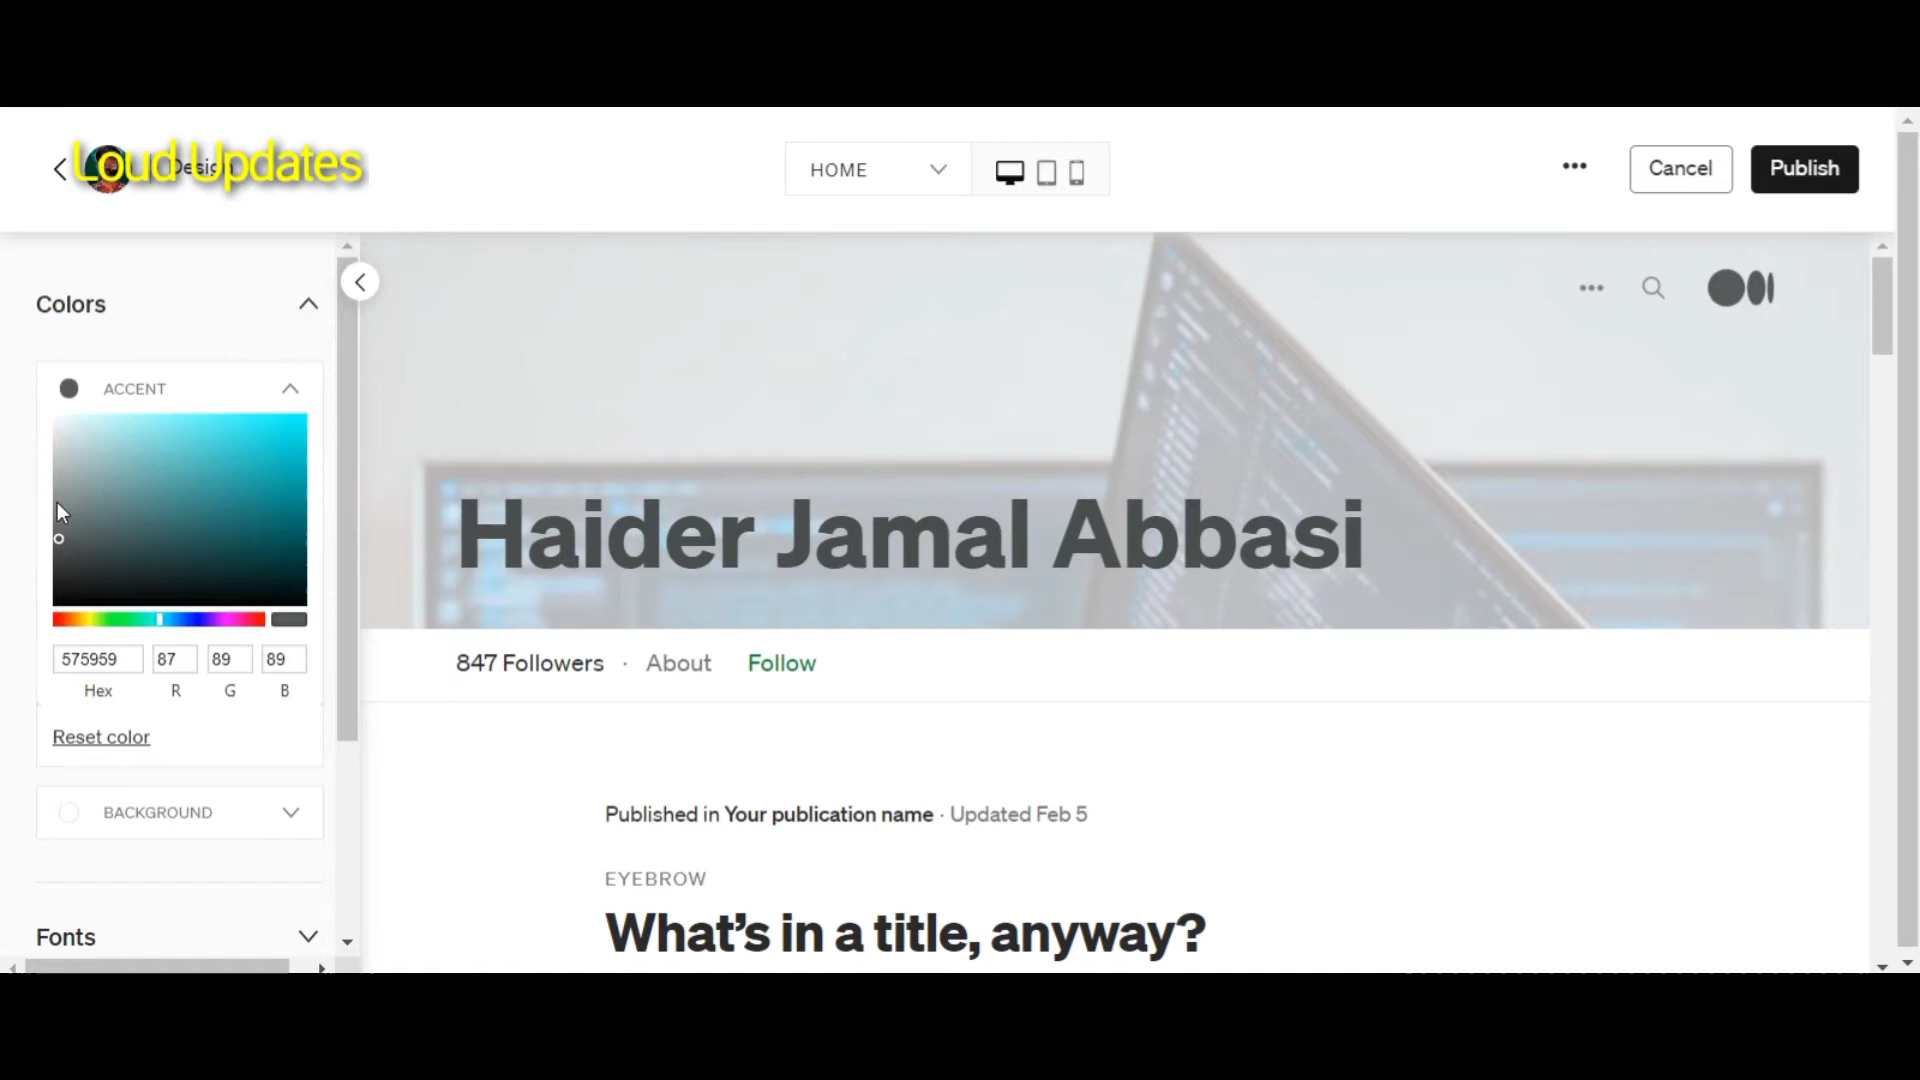 Loud Updates
Design
HOME
Cancel
Publish
Colors
ACCENT
575959
87
89
89
Hex
R
G
B
Reset color
BACKGROUND
Fonts
Haider Jamal Abbasi
847 Followers · About Follow
Published in Your publication name · Updated Feb 5
EYEBROW
What's in a title, anyway?